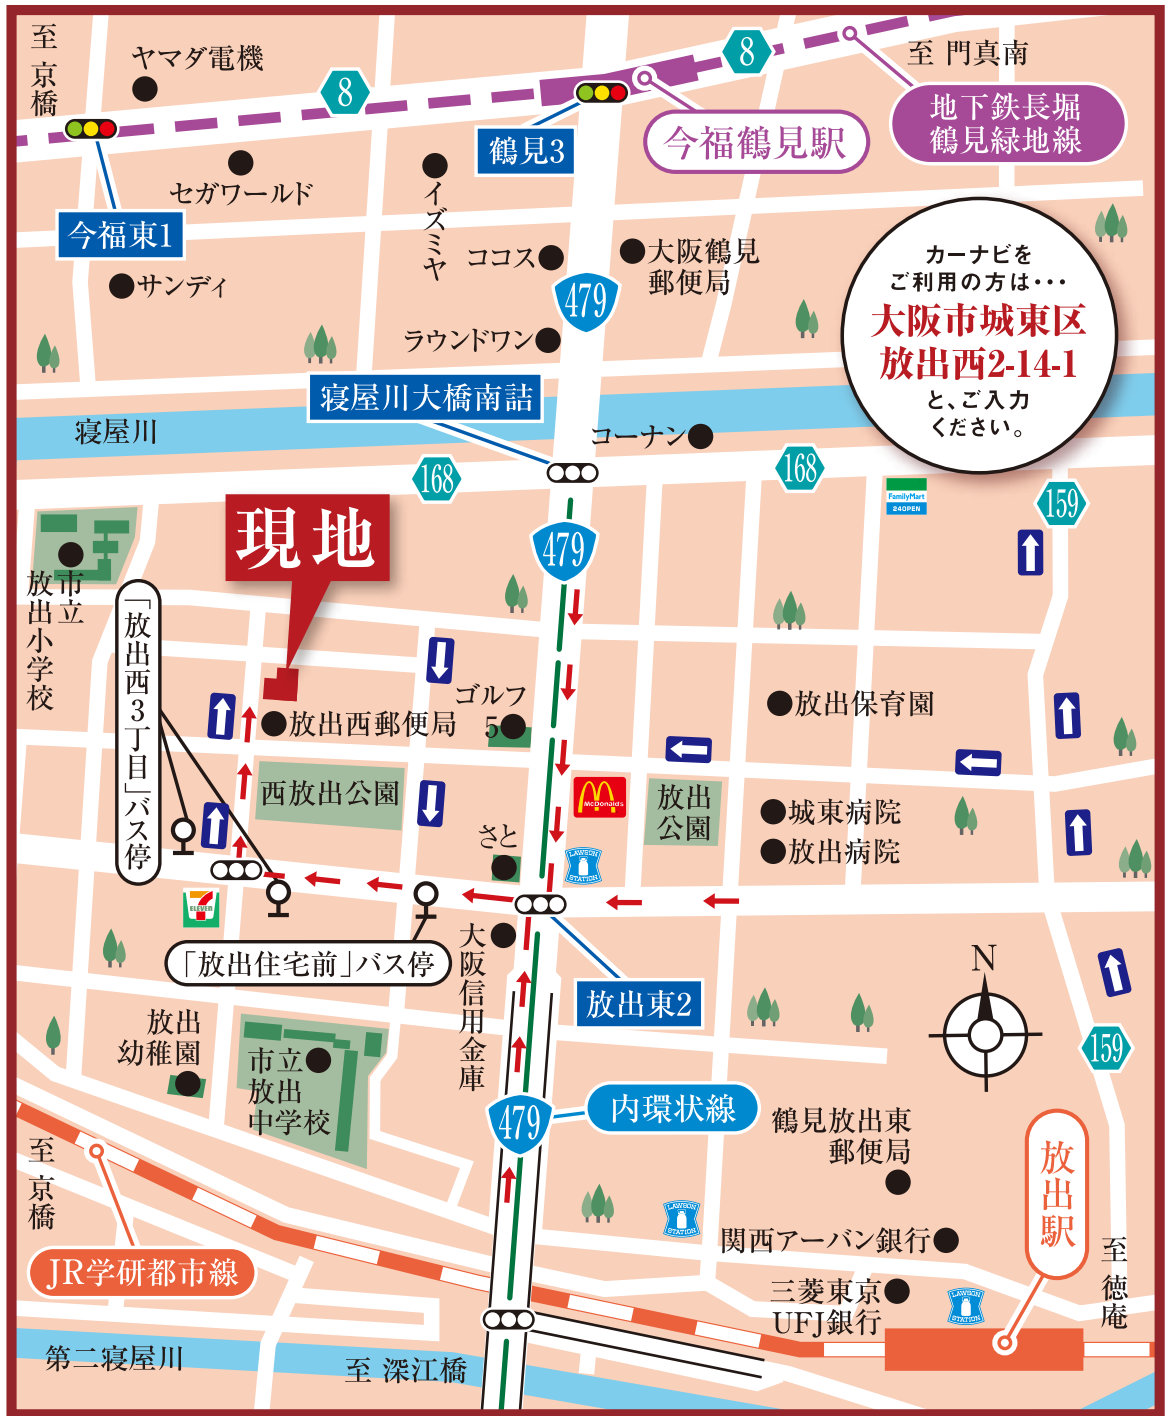 至 京橋
ヤマダ電機
8
8
至 門真南
地下鉄長堀
鶴見緑地線
今福鶴見駅
鶴見3
今福東1
セガワールド
イズミヤ
サンディ
ココス
大阪鶴見
郵便局
479
ラウンドワン
カーナビを
ご利用の方は･･･
大阪市城東区
放出西2-14-1
と、ご入力
ください。
寝屋川大橋南詰
寝屋川
コーナン
168
168
FamilyMart
24OPEN
159
現地
479
市立
放出小学校
「放出西3丁目」バス停
ゴルフ
5
放出西郵便局
放出保育園
西放出公園
McDonald's
放出
公園
城東病院
放出病院
さと
LAWSON
STATION
7
ELEVEN
「放出住宅前」バス停
大阪信用金庫
放出東2
N
放出
幼稚園
市立
放出
中学校
479
内環状線
159
鶴見放出東
郵便局
放出駅
至 京橋
JR学研都市線
LAWSON
STATION
関西アーバン銀行
三菱東京
UFJ銀行
LAWSON
STATION
至 徳庵
第二寝屋川
至 深江橋